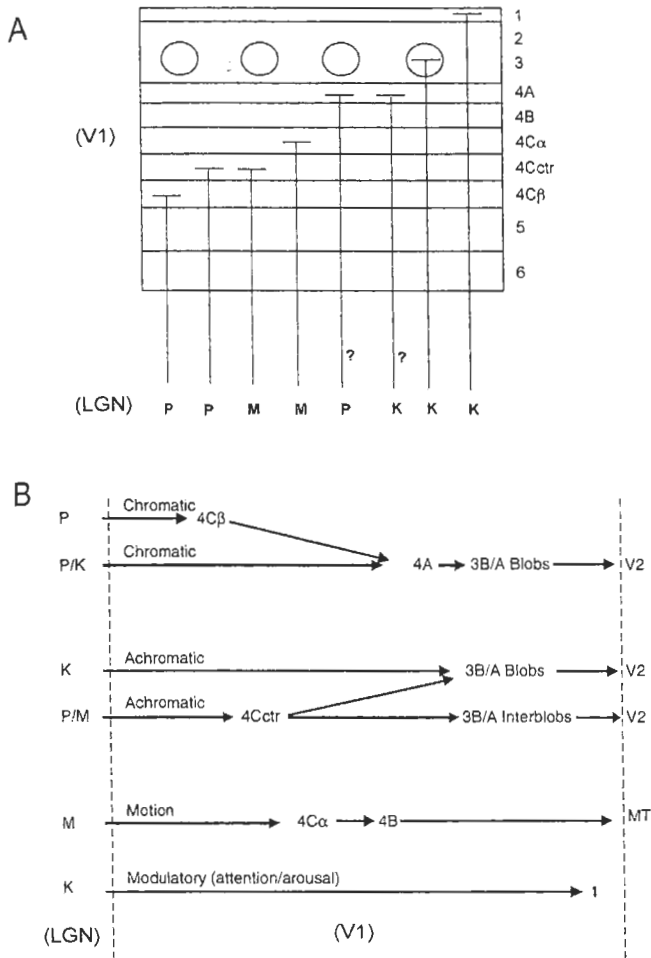 A
1
2
3
4A
(V1)
4B
4Cα
4Cctr
4Cβ
5
6
? ?
(LGN) P P M M P K K K
B
P Chromatic 4Cβ
P/K Chromatic 4A 3B/A Blobs V2
K Achromatic 3B/A Blobs V2
P/M Achromatic 4Cctr 3B/A Interblobs V2
M Motion 4Cα 4B MT
K Modulatory (attention/arousal) 1
(LGN) (V1)